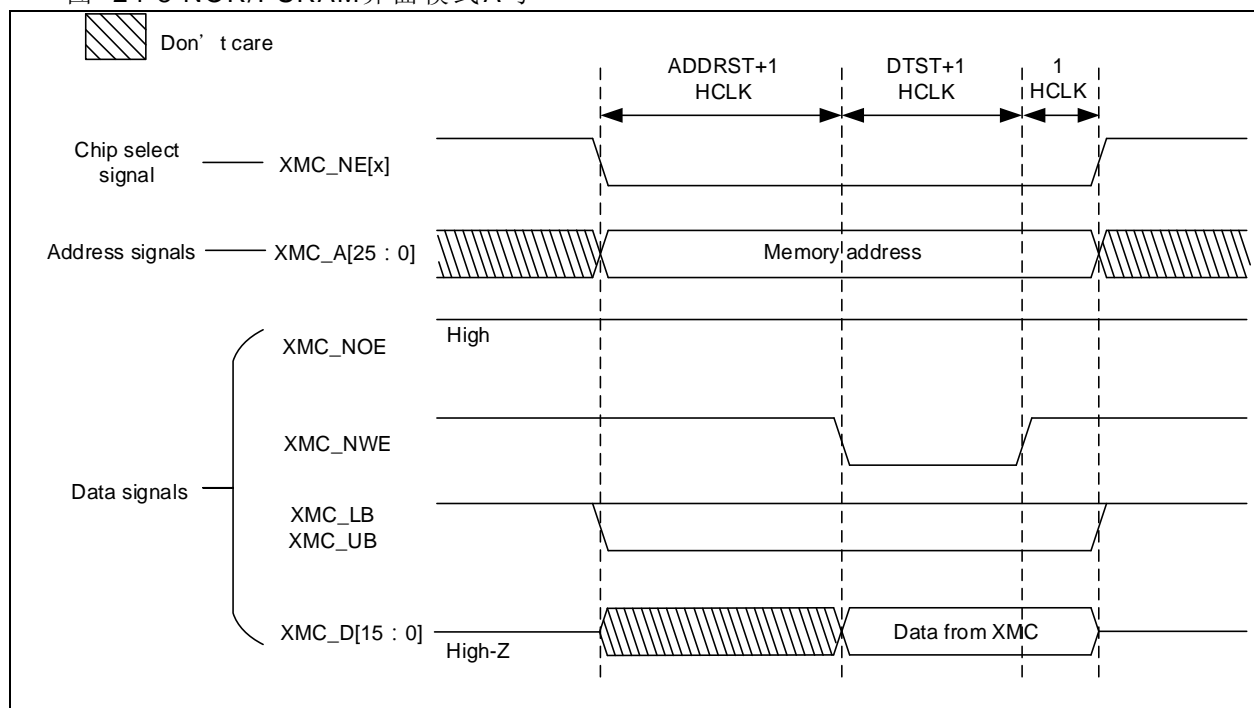 Don't care
ADDRST+1
HCLK
DTST+1
HCLK
1
HCLK
Chip select
signal
XMC_NE[x]
Address signals
XMC_A[25 : 0]
Memory address
XMC_NOE
High
XMC_NWE
Data signals
XMC_LB
XMC_UB
XMC_D[15 : 0]
High-Z
Data from XMC